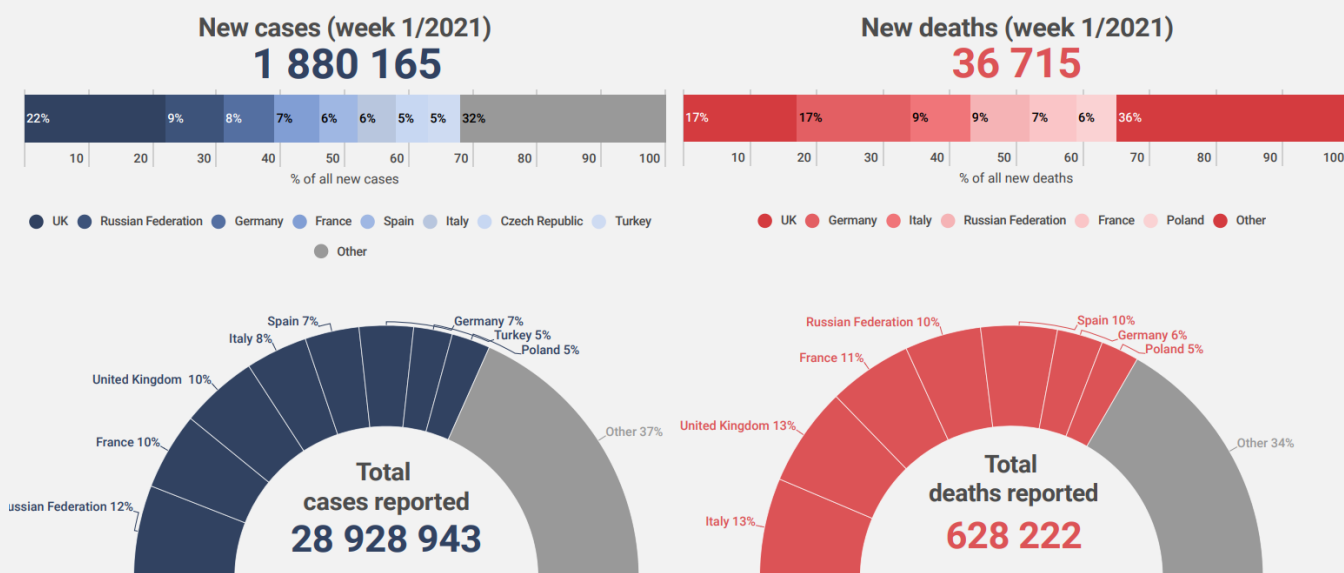 New cases (week 1/2021)
1 880 165
22% 9% 8% 7% 6% 6% 5% 5% 32%
10 20 30 40 50 60 70 80 90 100
% of all new cases
UK Russian Federation Germany France Spain Italy Czech Republic Turkey
Other
New deaths (week 1/2021)
36 715
17% 17% 9% 9% 7% 6% 36%
10 20 30 40 50 60 70 80 90 100
% of all new deaths
UK Germany Italy Russian Federation France Poland Other
Spain 7%
Germany 7%
Italy 8%
Turkey 5%
Poland 5%
United Kingdom 10%
France 10%
Other 37%
ussian Federation 12%
Total
cases reported
28 928 943
Russian Federation 10%
Spain 10%
Germany 6%
Poland 5%
France 11%
United Kingdom 13%
Other 34%
Italy 13%
Total
deaths reported
628 222